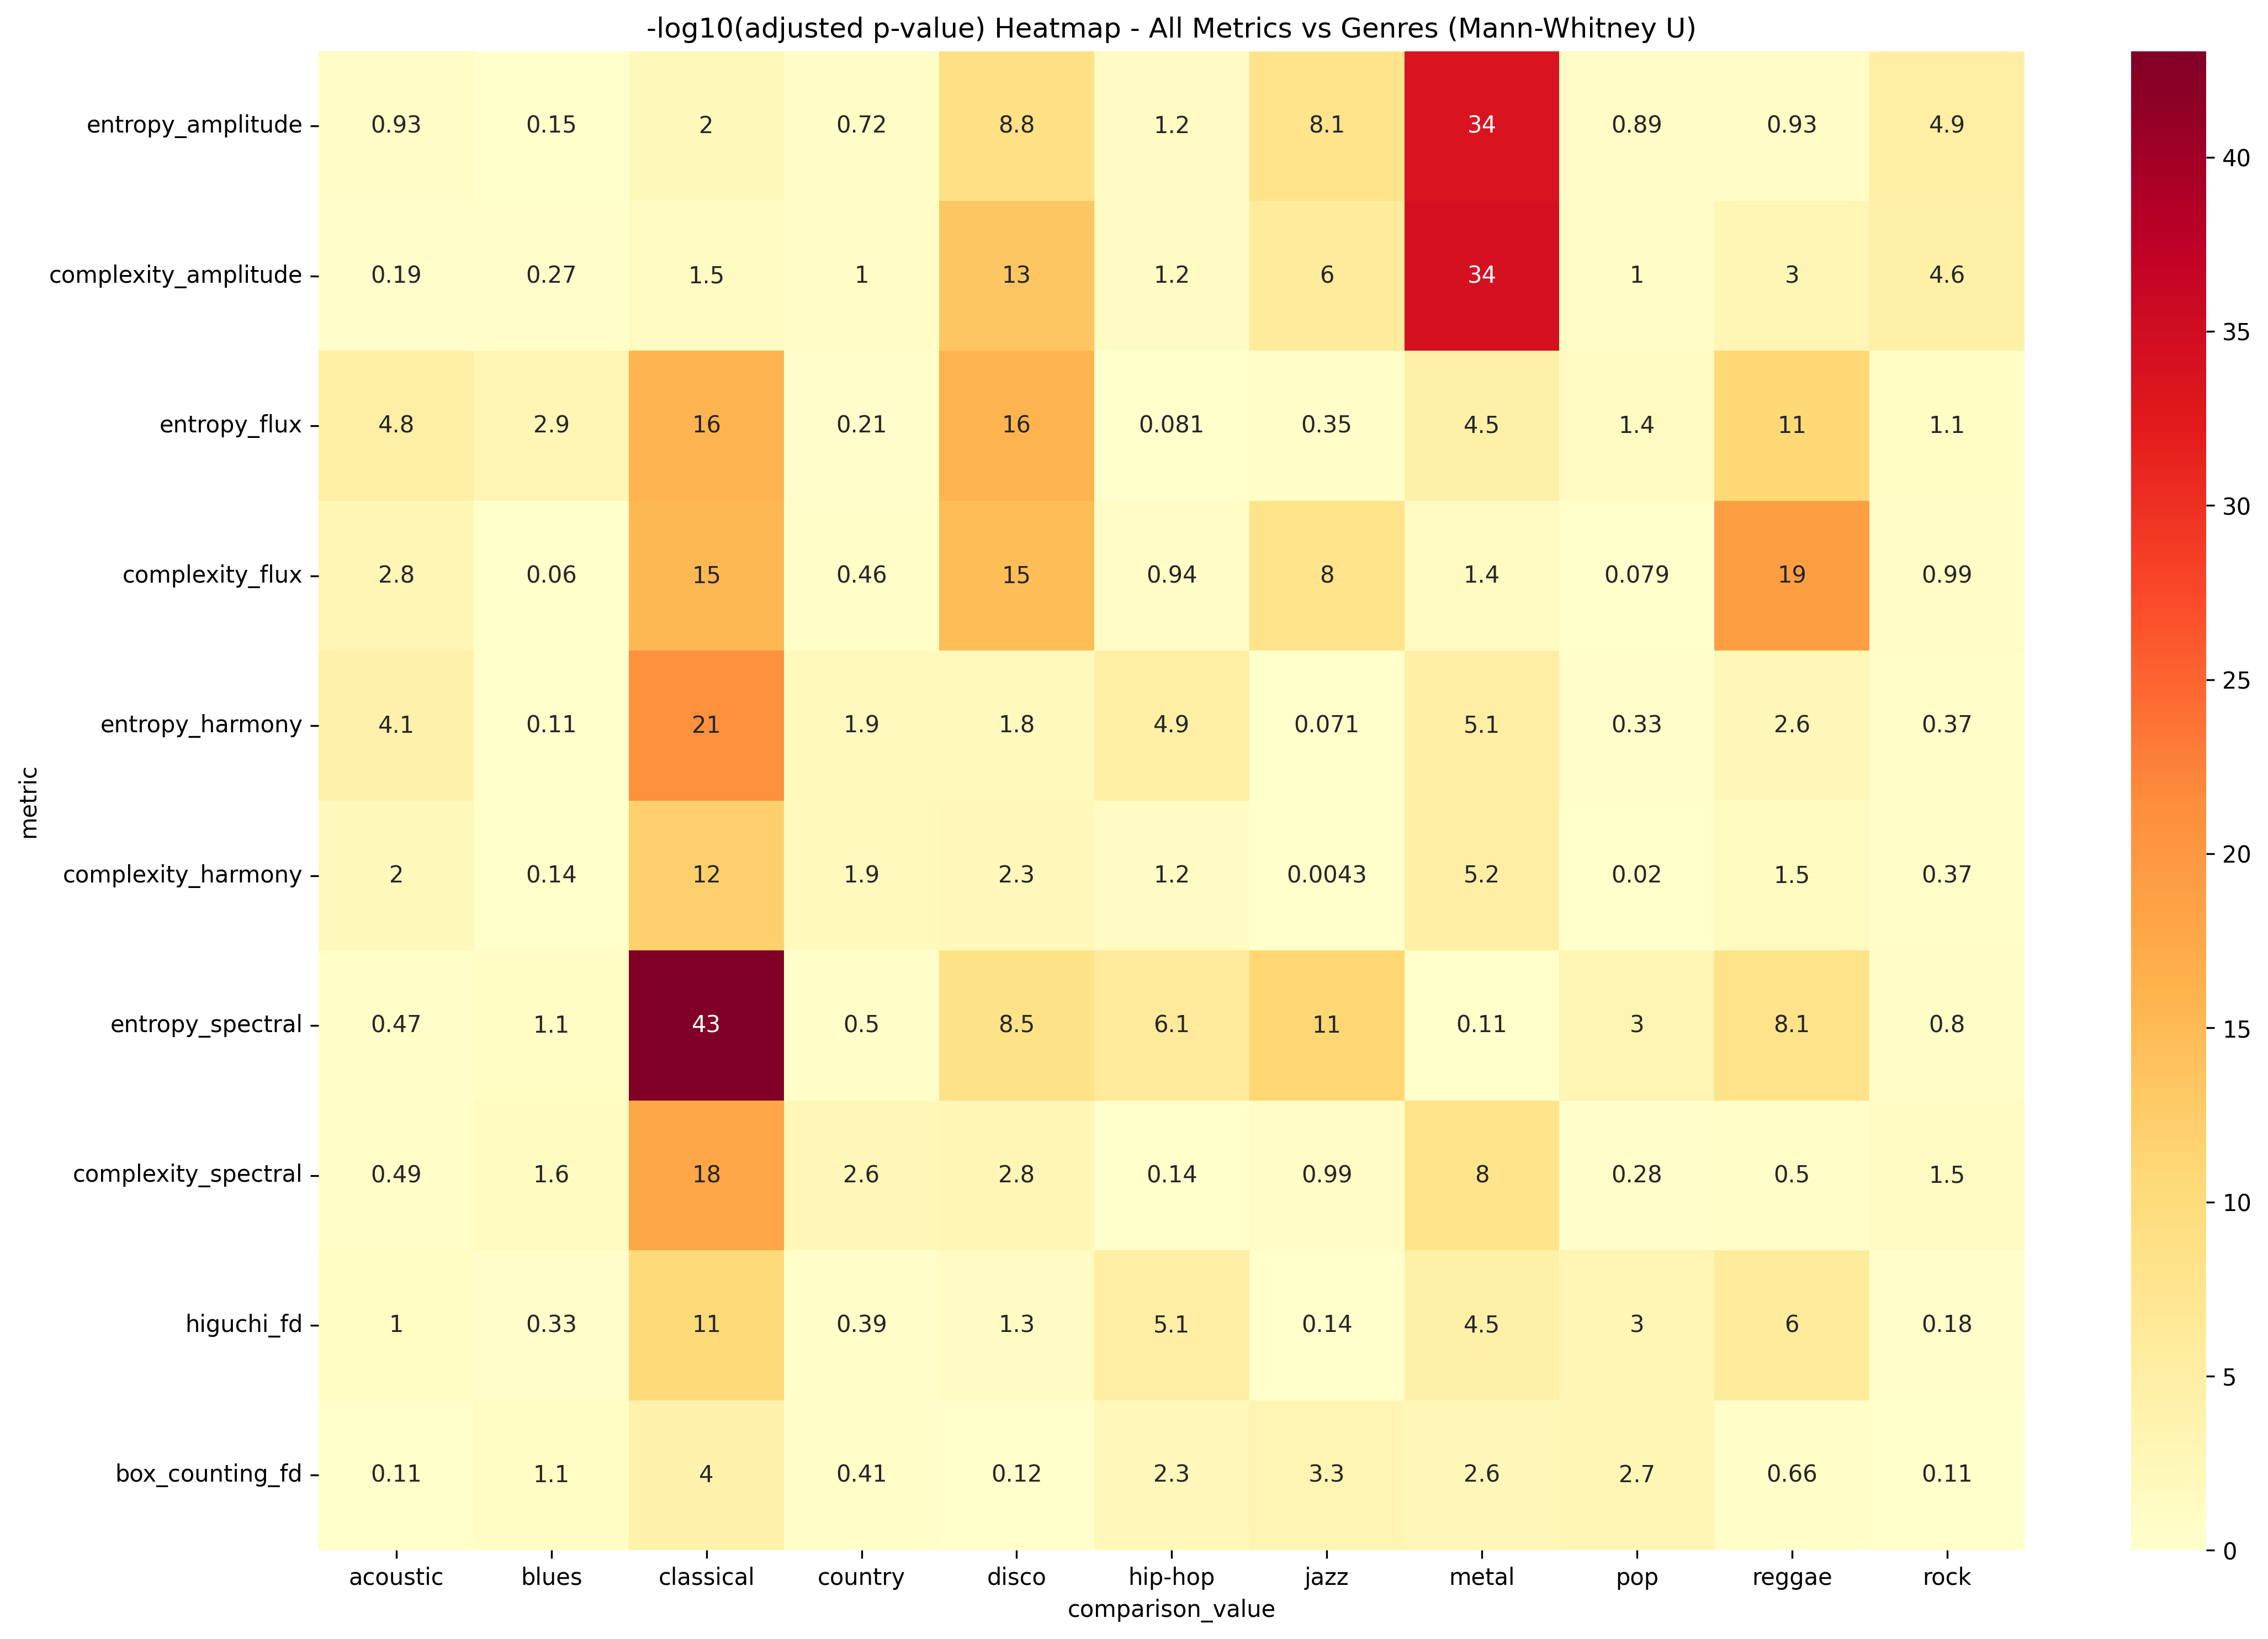 -log10(adjusted p-value) Heatmap - All Metrics vs Genres (Mann-Whitney U)
metric
entropy_amplitude 0.93 0.15 2 0.72 8.8 1.2 8.1 34 0.89 0.93 4.9
complexity_amplitude 0.19 0.27 1.5 1 13 1.2 6 34 1 3 4.6
entropy_flux 4.8 2.9 16 0.21 16 0.081 0.35 4.5 1.4 11 1.1
complexity_flux 2.8 0.06 15 0.46 15 0.94 8 1.4 0.079 19 0.99
entropy_harmony 4.1 0.11 21 1.9 1.8 4.9 0.071 5.1 0.33 2.6 0.37
complexity_harmony 2 0.14 12 1.9 2.3 1.2 0.0043 5.2 0.02 1.5 0.37
entropy_spectral 0.47 1.1 43 0.5 8.5 6.1 11 0.11 3 8.1 0.8
complexity_spectral 0.49 1.6 18 2.6 2.8 0.14 0.99 8 0.28 0.5 1.5
higuchi_fd 1 0.33 11 0.39 1.3 5.1 0.14 4.5 3 6 0.18
box_counting_fd 0.11 1.1 4 0.41 0.12 2.3 3.3 2.6 2.7 0.66 0.11
acoustic blues classical country disco hip-hop jazz metal pop reggae rock
comparison_value
40
35
30
25
20
15
10
5
0